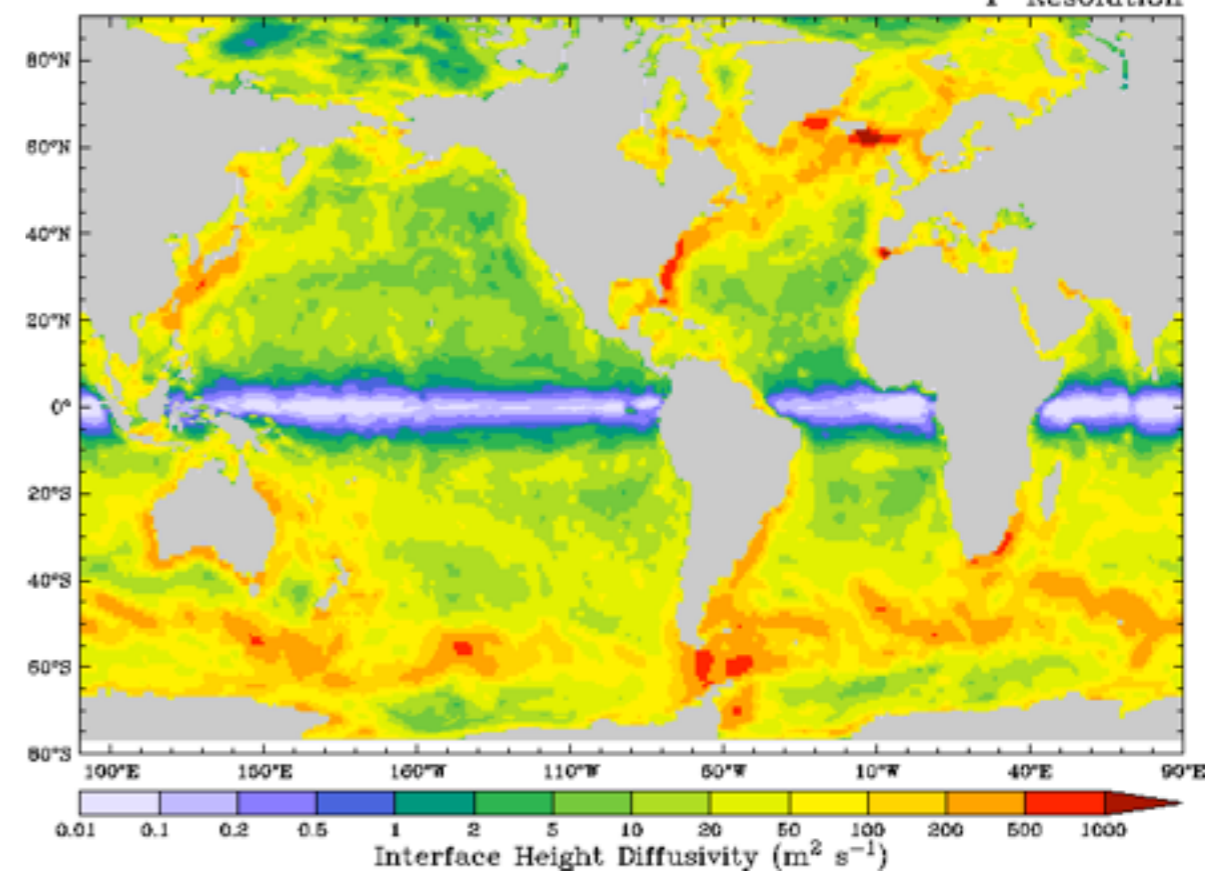 1° Resolution
80°N
60°N
40°N
20°N
0°
20°S
40°S
60°S
80°S
100°E 150°E 160°W 110°W 60°W 10°W 40°E 90°E
0.01 0.1 0.2 0.5 1 2 5 10 20 50 100 200 500 1000
Interface Height Diffusivity (m² s⁻¹)